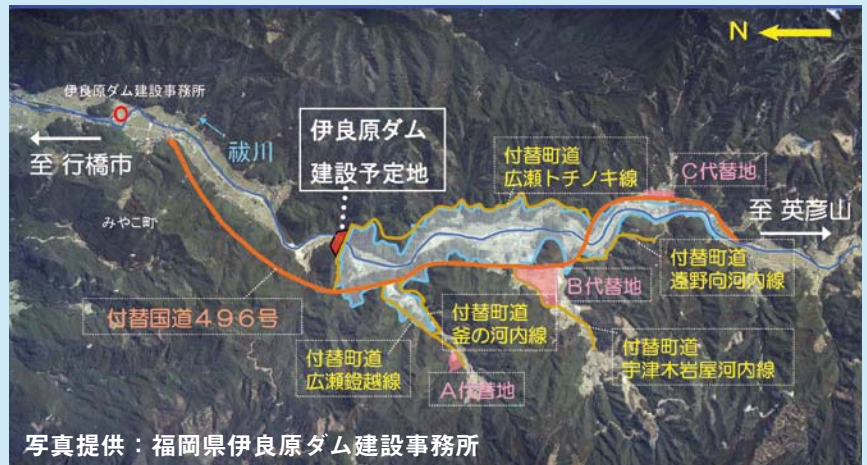 N
伊良原ダム建設事務所
伊良原ダム
建設予定地
祓川
至 行橋市
みやこ町
付替町道
広瀬トチノキ線
C代替地
至 英彦山
付替町道
遠野向河内線
B代替地
付替国道496号
付替町道
釜の河内線
付替町道
広瀬鐙越線
A代替地
付替町道
宇津木岩屋河内線
写真提供：福岡県伊良原ダム建設事務所